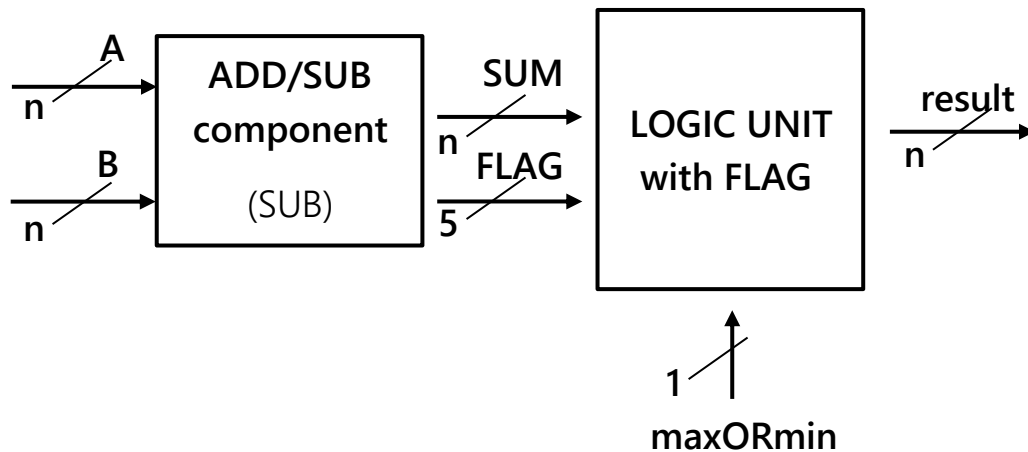 A
n
B
n
ADD/SUB
component
(SUB)
SUM
n
FLAG
5
LOGIC UNIT
with FLAG
result
n
1
maxORmin